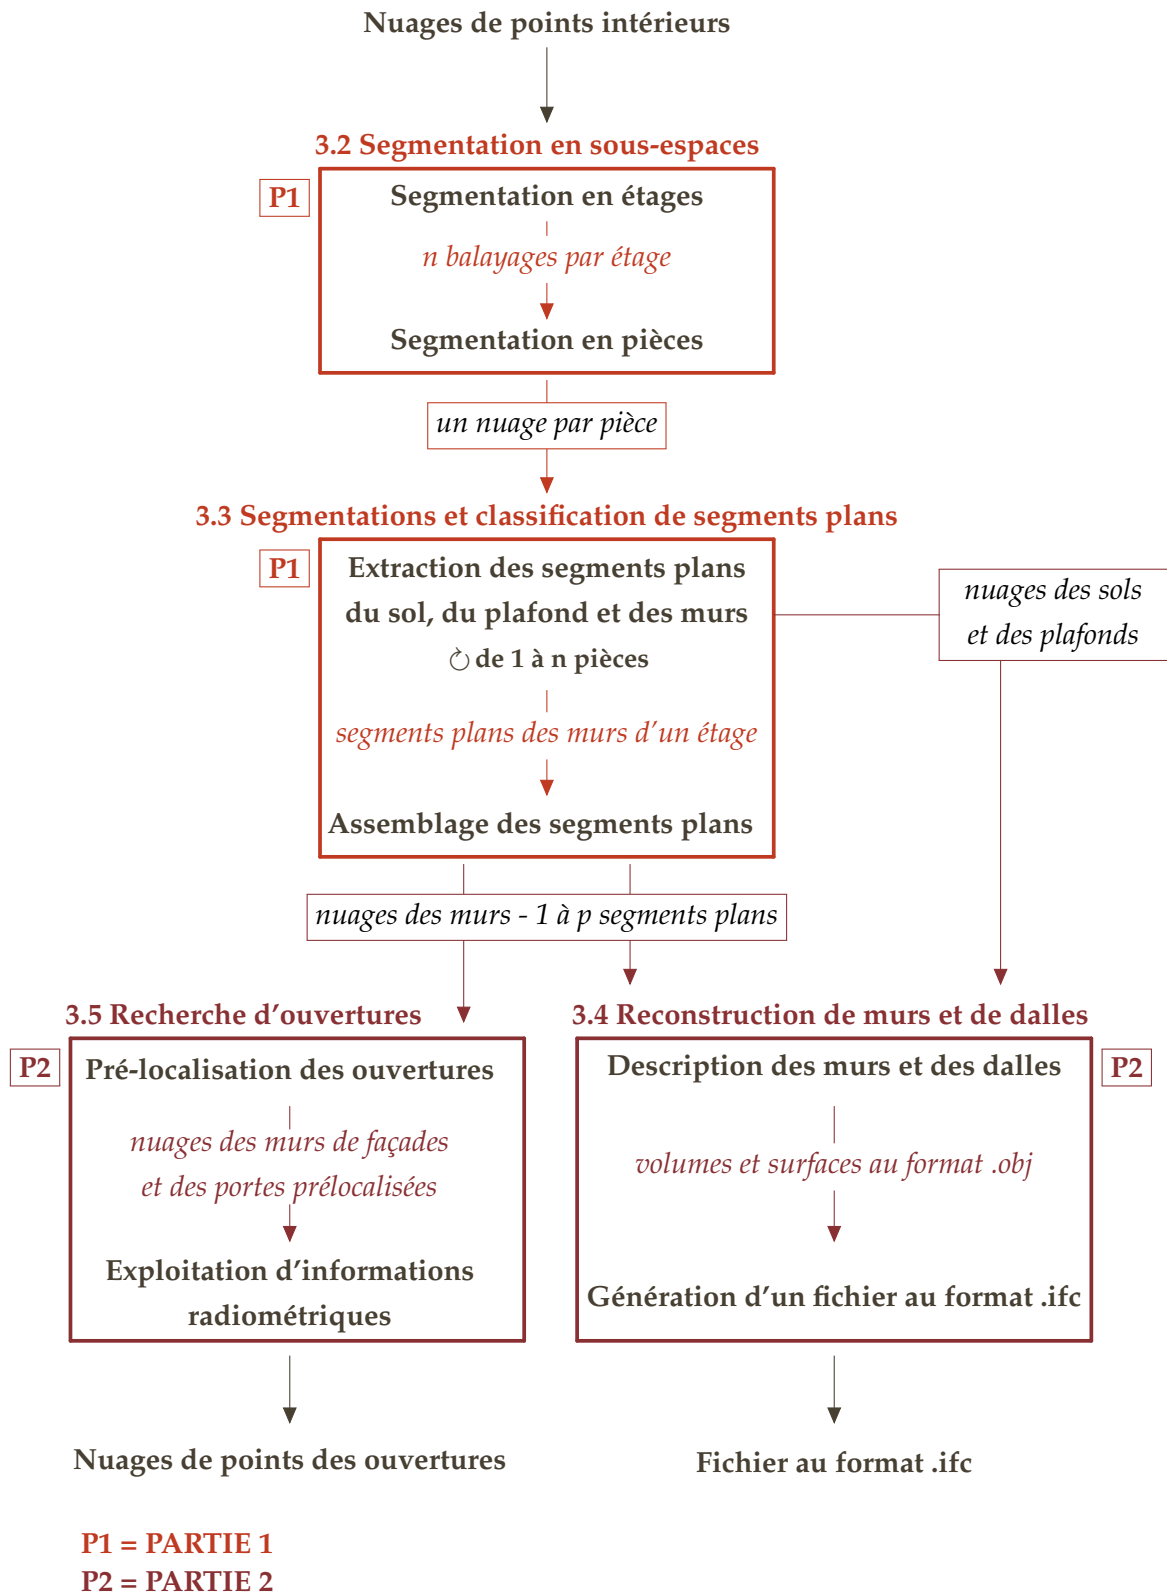 Nuages de points intérieurs
3.2 Segmentation en sous-espaces
P1
Segmentation en étages
n balayages par étage
Segmentation en pièces
un nuage par pièce
3.3 Segmentations et classification de segments plans
P1
Extraction des segments plans
du sol, du plafond et des murs
↻ de 1 à n pièces
segments plans des murs d'un étage
Assemblage des segments plans
nuages des sols
et des plafonds
nuages des murs - 1 à p segments plans
3.5 Recherche d'ouvertures
P2
Pré-localisation des ouvertures
nuages des murs de façades
et des portes prélocalisées
Exploitation d'informations
radiométriques
Nuages de points des ouvertures
3.4 Reconstruction de murs et de dalles
P2
Description des murs et des dalles
volumes et surfaces au format .obj
Génération d'un fichier au format .ifc
Fichier au format .ifc
P1 = PARTIE 1
P2 = PARTIE 2